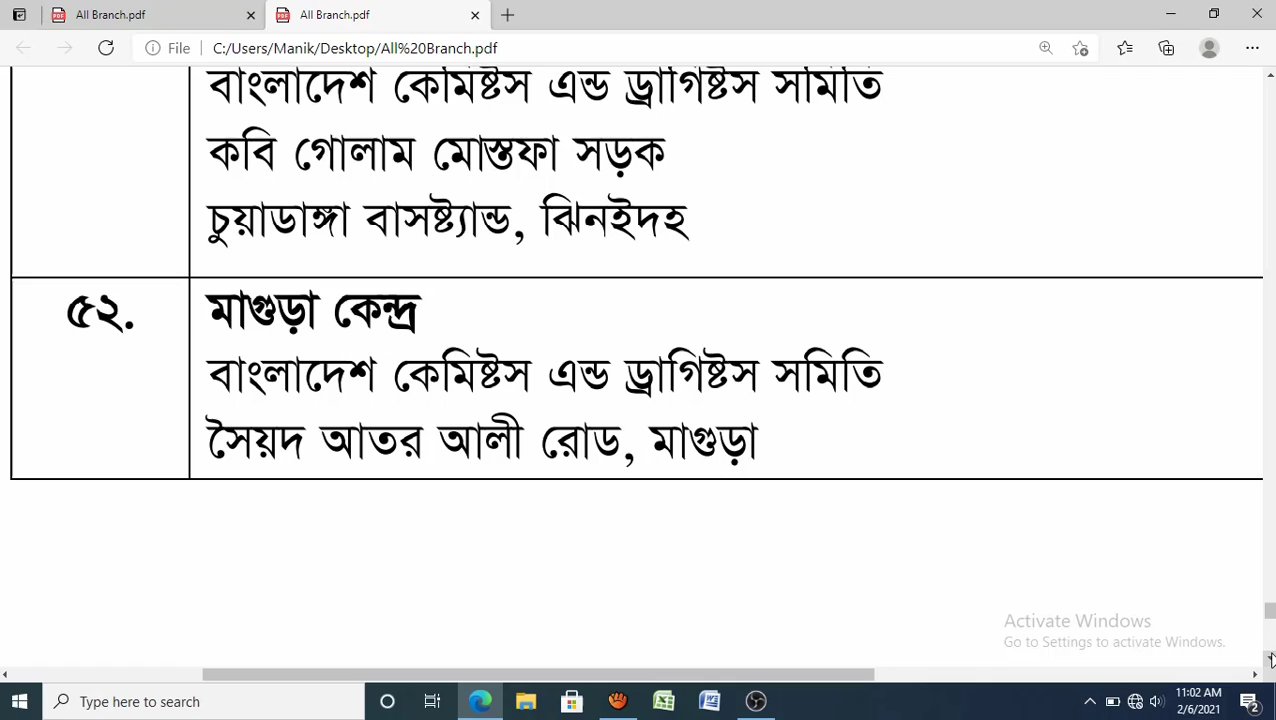 All Branch.pdf
All Branch.pdf
File
C:/Users/Manik/Desktop/All%20Branch.pdf
বাংলাদেশ কেমিষ্টস এন্ড ড্রাগিষ্টস সমিতি
কবি গোলাম মোস্তফা সড়ক
চুয়াডাঙ্গা বাসষ্ট্যান্ড, ঝিনইদহ
৫২.
মাগুড়া কেন্দ্র
বাংলাদেশ কেমিষ্টস এন্ড ড্রাগিষ্টস সমিতি
সৈয়দ আতর আলী রোড, মাগুড়া
Activate Windows
Go to Settings to activate Windows.
Type here to search
11:02 AM
2/6/2021
2